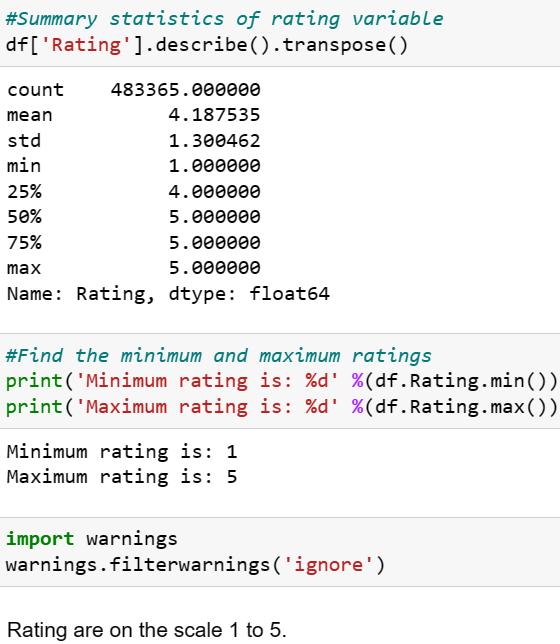 #Summary statistics of rating variable
df['Rating'].describe().transpose()
count    483365.000000
mean          4.187535
std           1.300462
min           1.000000
25%           4.000000
50%           5.000000
75%           5.000000
max           5.000000
Name: Rating, dtype: float64
#Find the minimum and maximum ratings
print('Minimum rating is: %d' %(df.Rating.min())
print('Maximum rating is: %d' %(df.Rating.max())
Minimum rating is: 1
Maximum rating is: 5
import warnings
warnings.filterwarnings('ignore')
Rating are on the scale 1 to 5.